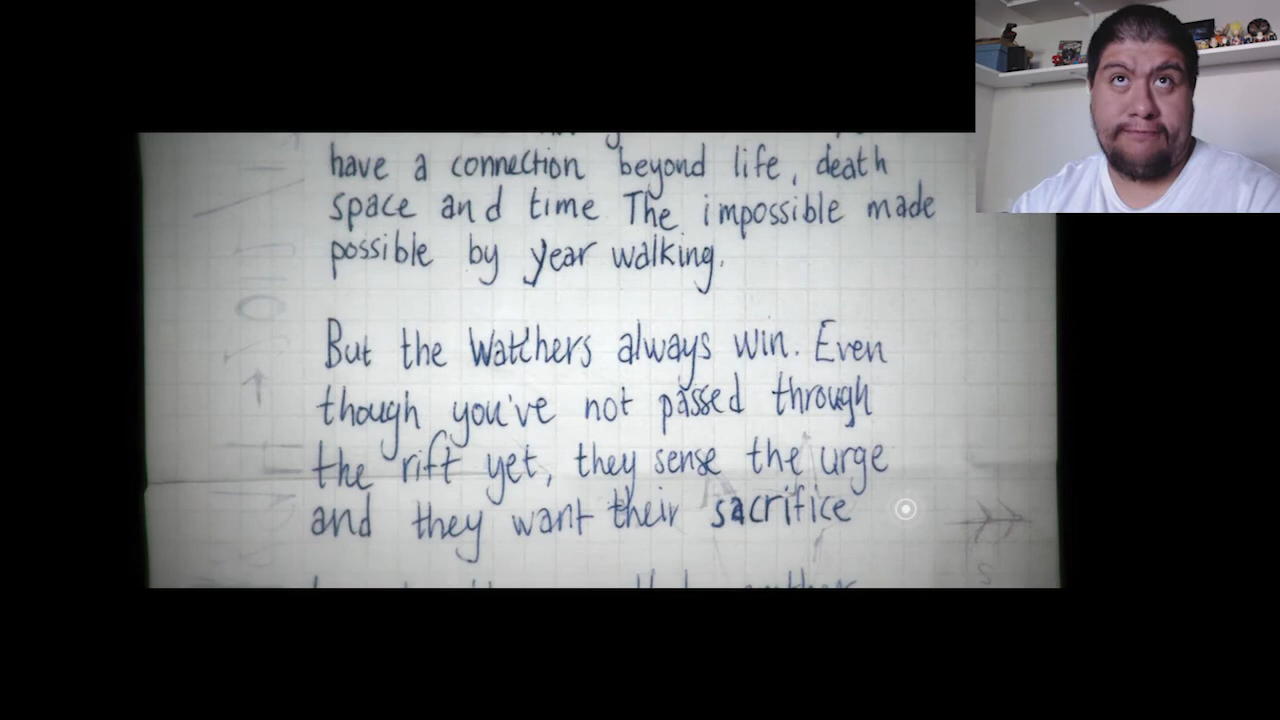 have a connection beyond life, death
space and time The impossible made
possible by year walking.
But the Watchers always win. Even
though you've not passed through
the rift yet, they sense the urge
and they want their sacrifice